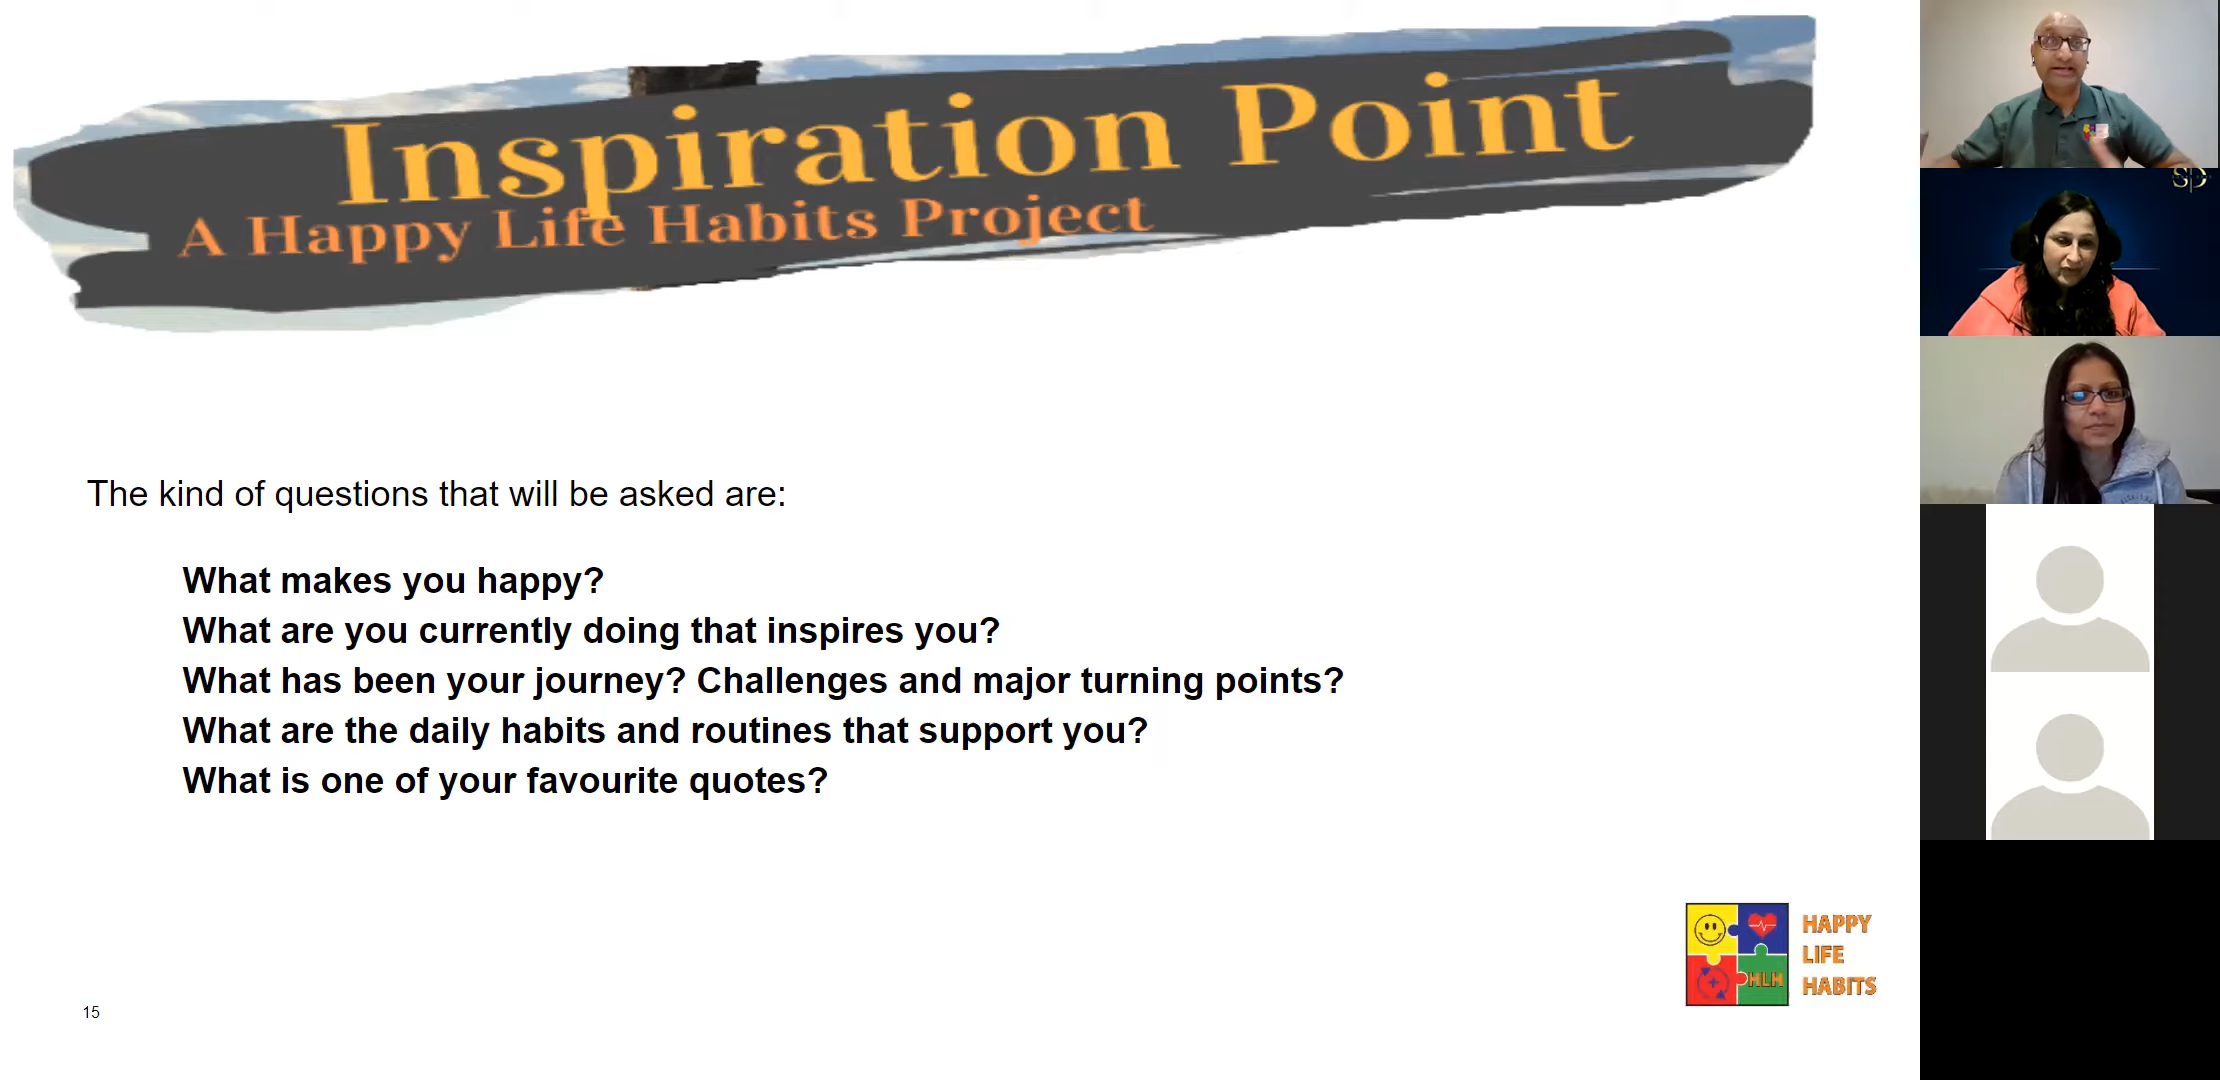 Inspiration Point
A Happy Life Habits Project
The kind of questions that will be asked are:
What makes you happy?
What are you currently doing that inspires you?
What has been your journey? Challenges and major turning points?
What are the daily habits and routines that support you?
What is one of your favourite quotes?
HLH
HAPPY
LIFE
HABITS
15